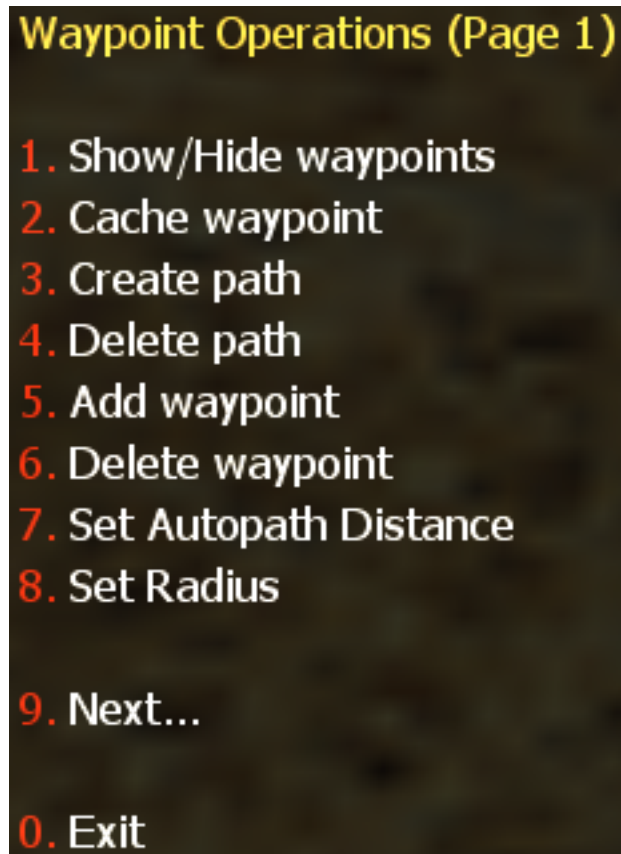 Waypoint Operations (Page 1)
1. Show/Hide waypoints
2. Cache waypoint
3. Create path
4. Delete path
5. Add waypoint
6. Delete waypoint
7. Set Autopath Distance
8. Set Radius
9. Next...
0. Exit